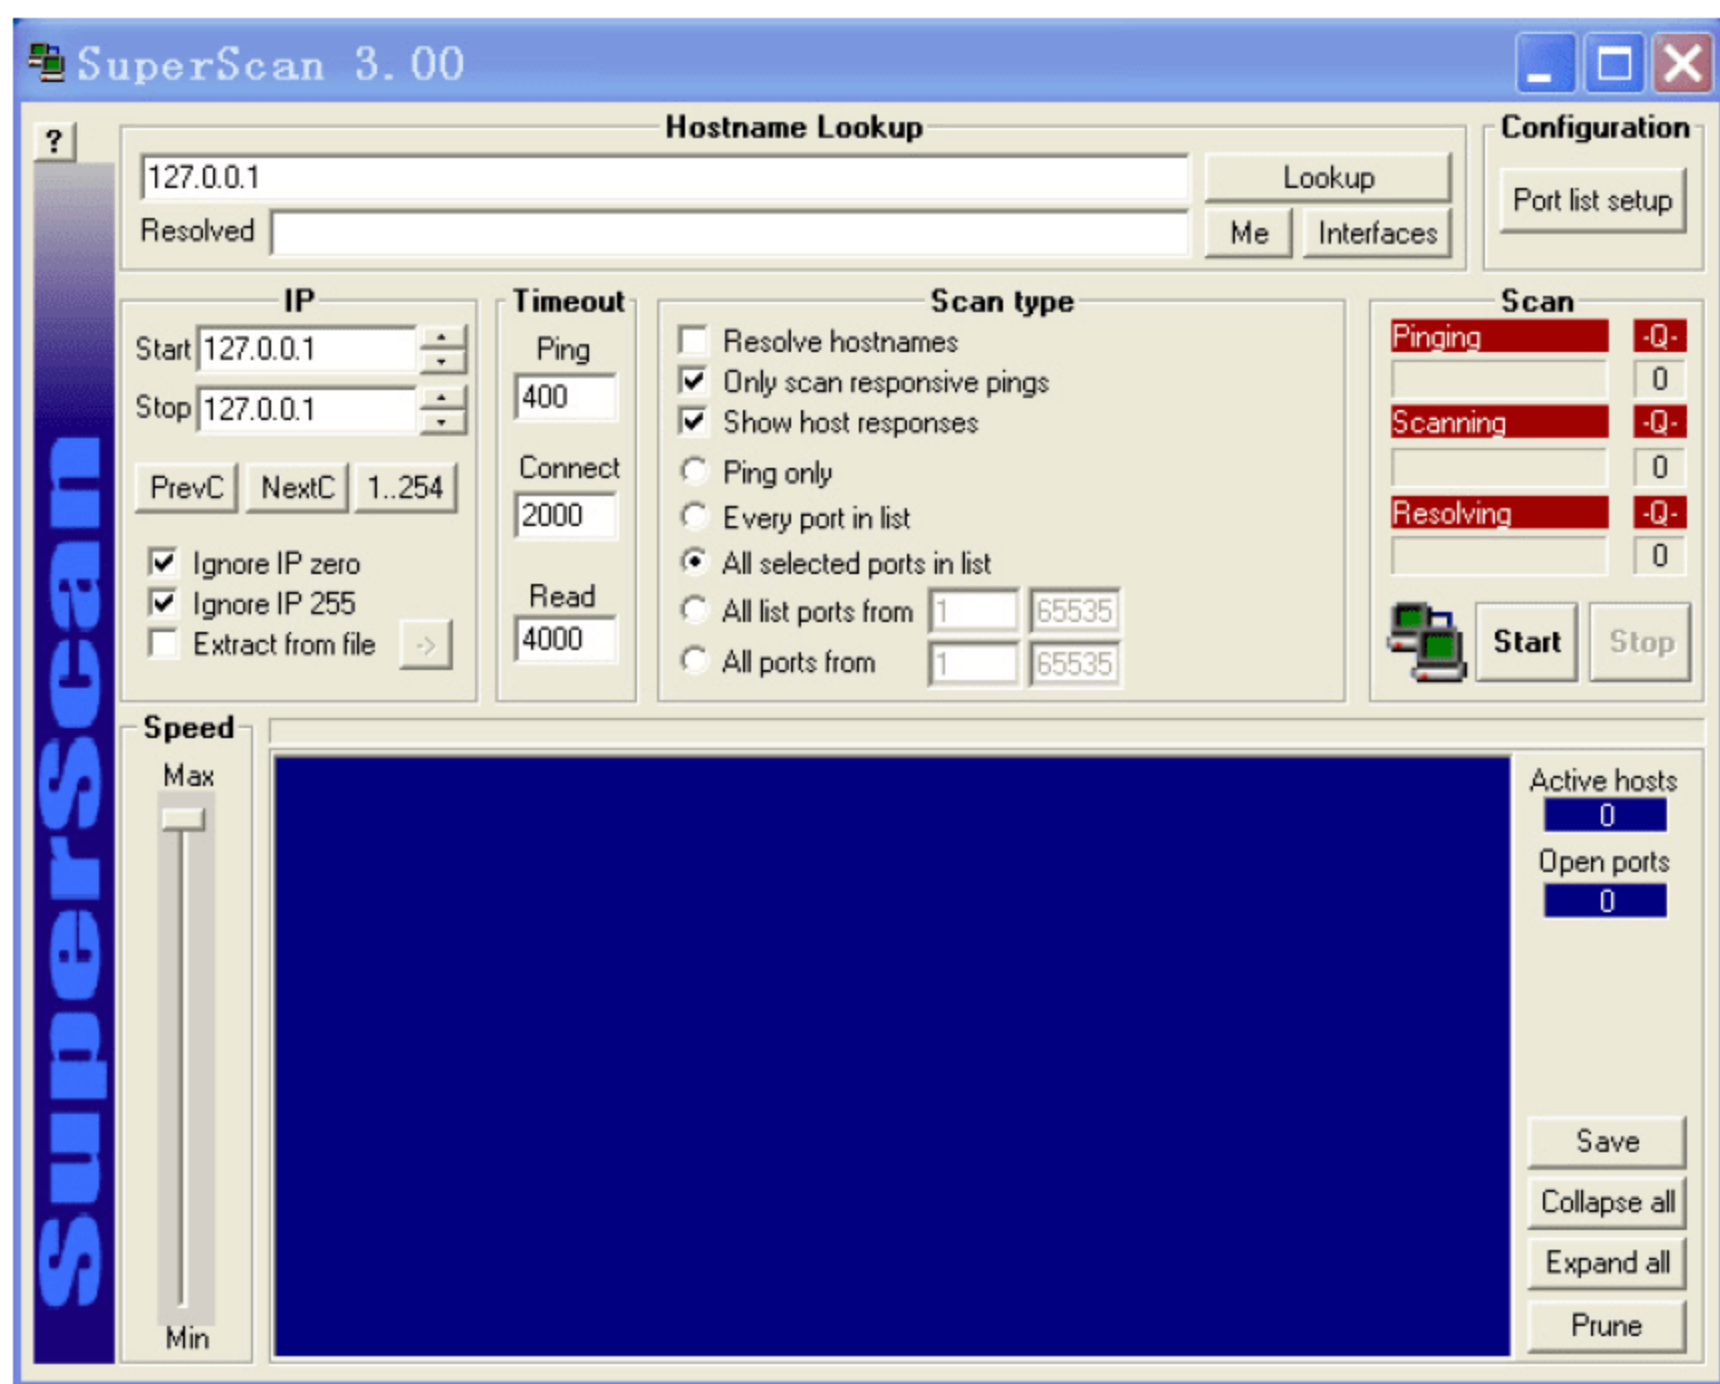 SuperScan 3.00
?
Hostname Lookup
Configuration
127.0.0.1
Lookup
Port list setup
Resolved
Me
Interfaces
IP
Start 127.0.0.1
Stop 127.0.0.1
PrevC
NextC
1..254
Ignore IP zero
Ignore IP 255
Extract from file
->
Timeout
Ping
400
Connect
2000
Read
4000
Scan type
Resolve hostnames
Only scan responsive pings
Show host responses
Ping only
Every port in list
All selected ports in list
All list ports from 1 65535
All ports from 1 65535
Scan
Pinging -Q-
0
Scanning -Q-
0
Resolving -Q-
0
Start
Stop
SuperScan
Speed
Max
Min
Active hosts
0
Open ports
0
Save
Collapse all
Expand all
Prune